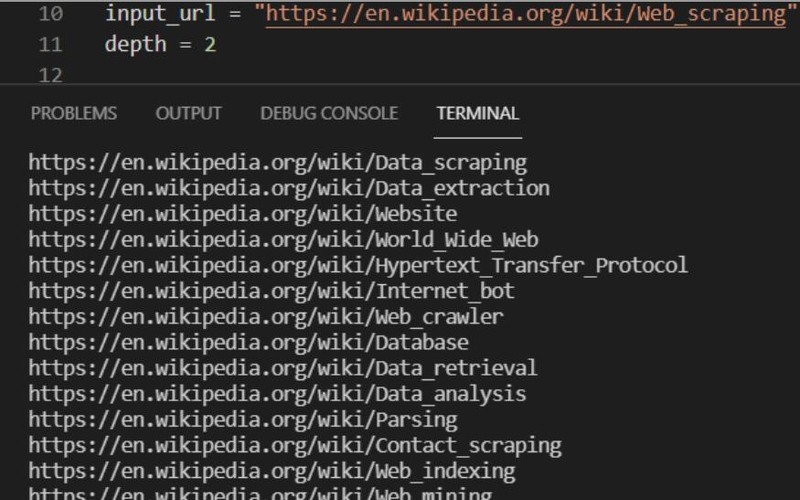 10 input_url = "https://en.wikipedia.org/wiki/Web_scraping"
11 depth = 2
12
PROBLEMS OUTPUT DEBUG CONSOLE TERMINAL
https://en.wikipedia.org/wiki/Data_scraping
https://en.wikipedia.org/wiki/Data_extraction
https://en.wikipedia.org/wiki/Website
https://en.wikipedia.org/wiki/World_Wide_Web
https://en.wikipedia.org/wiki/Hypertext_Transfer_Protocol
https://en.wikipedia.org/wiki/Internet_bot
https://en.wikipedia.org/wiki/Web_crawler
https://en.wikipedia.org/wiki/Database
https://en.wikipedia.org/wiki/Data_retrieval
https://en.wikipedia.org/wiki/Data_analysis
https://en.wikipedia.org/wiki/Parsing
https://en.wikipedia.org/wiki/Contact_scraping
https://en.wikipedia.org/wiki/Web_indexing
https://en.wikipedia.org/wiki/Web_mining